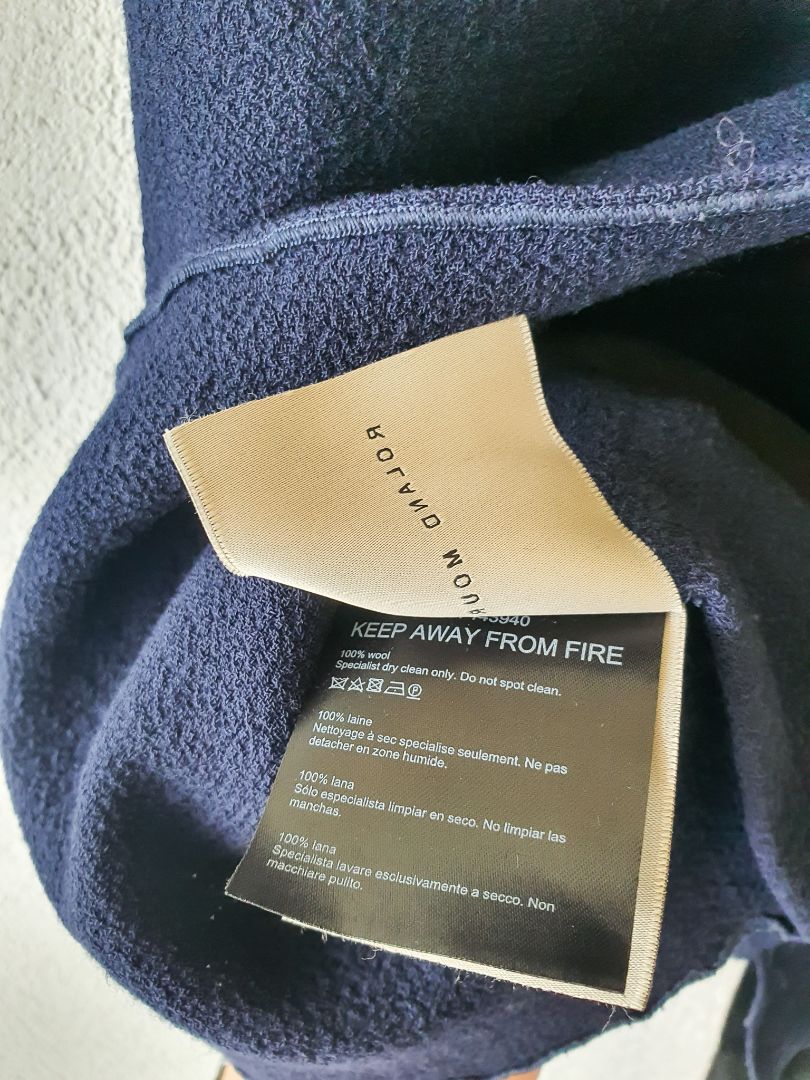 ROLAND MOUR
43940
KEEP AWAY FROM FIRE
100% wool
Specialist dry clean only. Do not spot clean.
100% laine
Nettoyage à sec specialise seulement. Ne pas
detacher en zone humide.
100% lana
Sólo especialista limpiar en seco. No limpiar las
manchas.
100% lana
Specialista lavare esclusivamente a secco. Non
macchiare pulito.